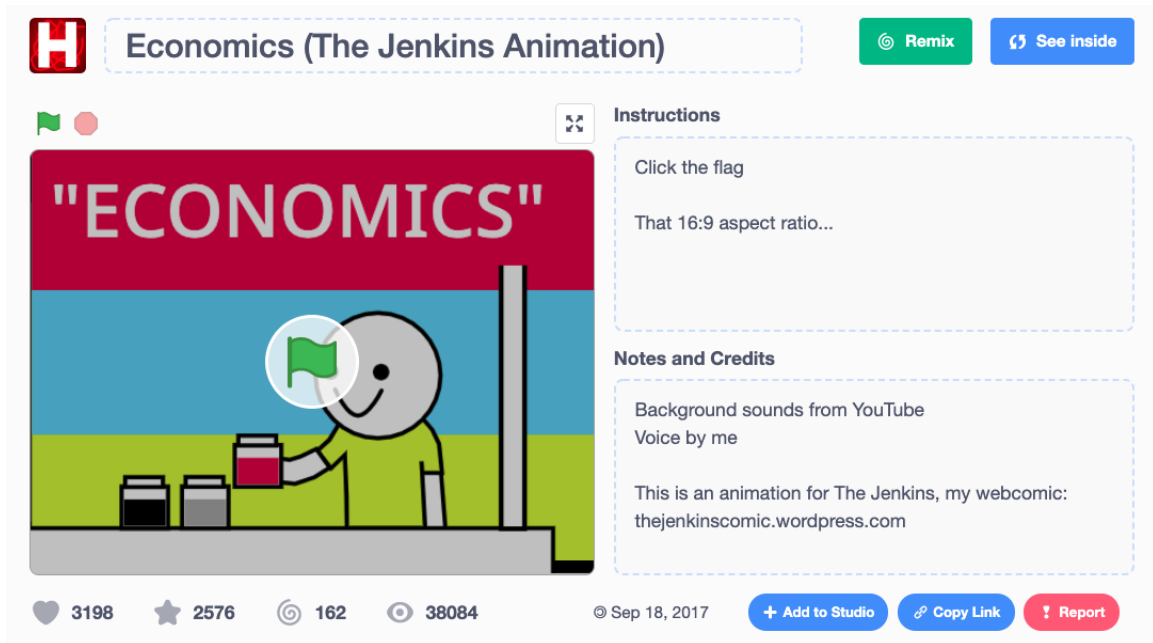 H
Economics (The Jenkins Animation)
Remix
See inside
Instructions
Click the flag
That 16:9 aspect ratio...
"ECONOMICS"
Notes and Credits
Background sounds from YouTube
Voice by me
This is an animation for The Jenkins, my webcomic:
thejenkinscomic.wordpress.com
3198
2576
162
38084
© Sep 18, 2017
+ Add to Studio
Copy Link
! Report